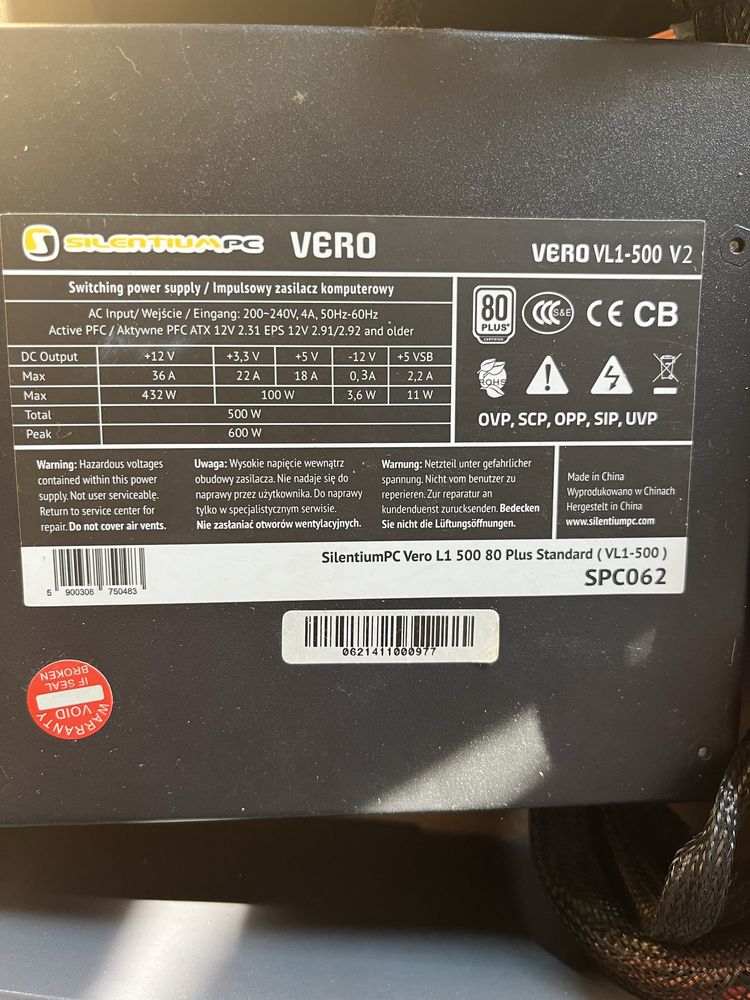 SILENTIUMPC VERO VERO VL1-500 V2
Switching power supply / Impulsowy zasilacz komputerowy
AC Input/ Wejście / Eingang: 200~240V, 4A, 50Hz-60Hz
Active PFC / Aktywne PFC ATX 12V 2.31 EPS 12V 2.91/2.92 and older
DC Output +12 V +3,3 V +5 V -12 V +5 VSB
Max 36 A 22 A 18 A 0,3A 2,2 A
Max 432 W 100 W 3,6 W 11 W
Total 500 W
Peak 600 W
80
PLUS
CERTIFIED
CCC S&E CE CB
ROHS
OVP, SCP, OPP, SIP, UVP
Warning: Hazardous voltages
contained within this power
supply. Not user serviceable.
Return to service center for
repair. Do not cover air vents.
Uwaga: Wysokie napięcie wewnątrz
obudowy zasilacza. Nie nadaje się do
naprawy przez użytkownika. Do naprawy
tylko w specjalistycznym serwisie.
Nie zasłaniać otworów wentylacyjnych.
Warnung: Netzteil unter gefahrlicher
spannung. Nicht vom benutzer zu
reperieren. Zur reparatur an
kundendienst zurucksenden. Bedecken
Sie nicht die Lüftungsöffnungen.
Made in China
Wyprodukowano w Chinach
Hergestelt in China
www.silentiumpc.com
5 900308 750483
SilentiumPC Vero L1 500 80 Plus Standard ( VL1-500 )
SPC062
0621411000977
WARRANTY
VOID
IF SEAL
BROKEN